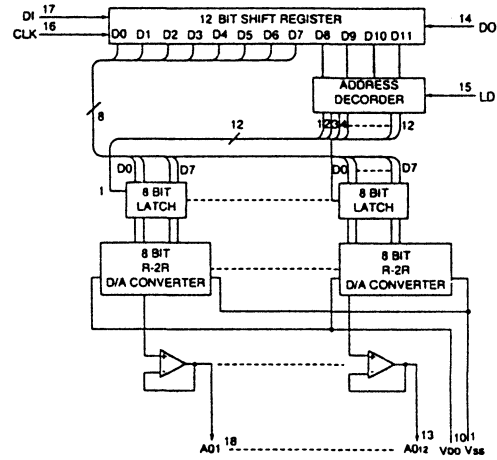 DI 17
CLK 16
12 BIT SHIFT REGISTER
D0 D1 D2 D3 D4 D5 D6 D7 D8 D9 D10 D11
14 DO
ADDRESS
DECORDER
15 LD
8
12
1 2 3 4 12
D0 D7
D0 D7
1
8 BIT
LATCH
8 BIT
LATCH
8 BIT
R-2R
D/A CONVERTER
8 BIT
R-2R
D/A CONVERTER
+
-
+
-
A01 18
13 A012
10 1
VDD VSS